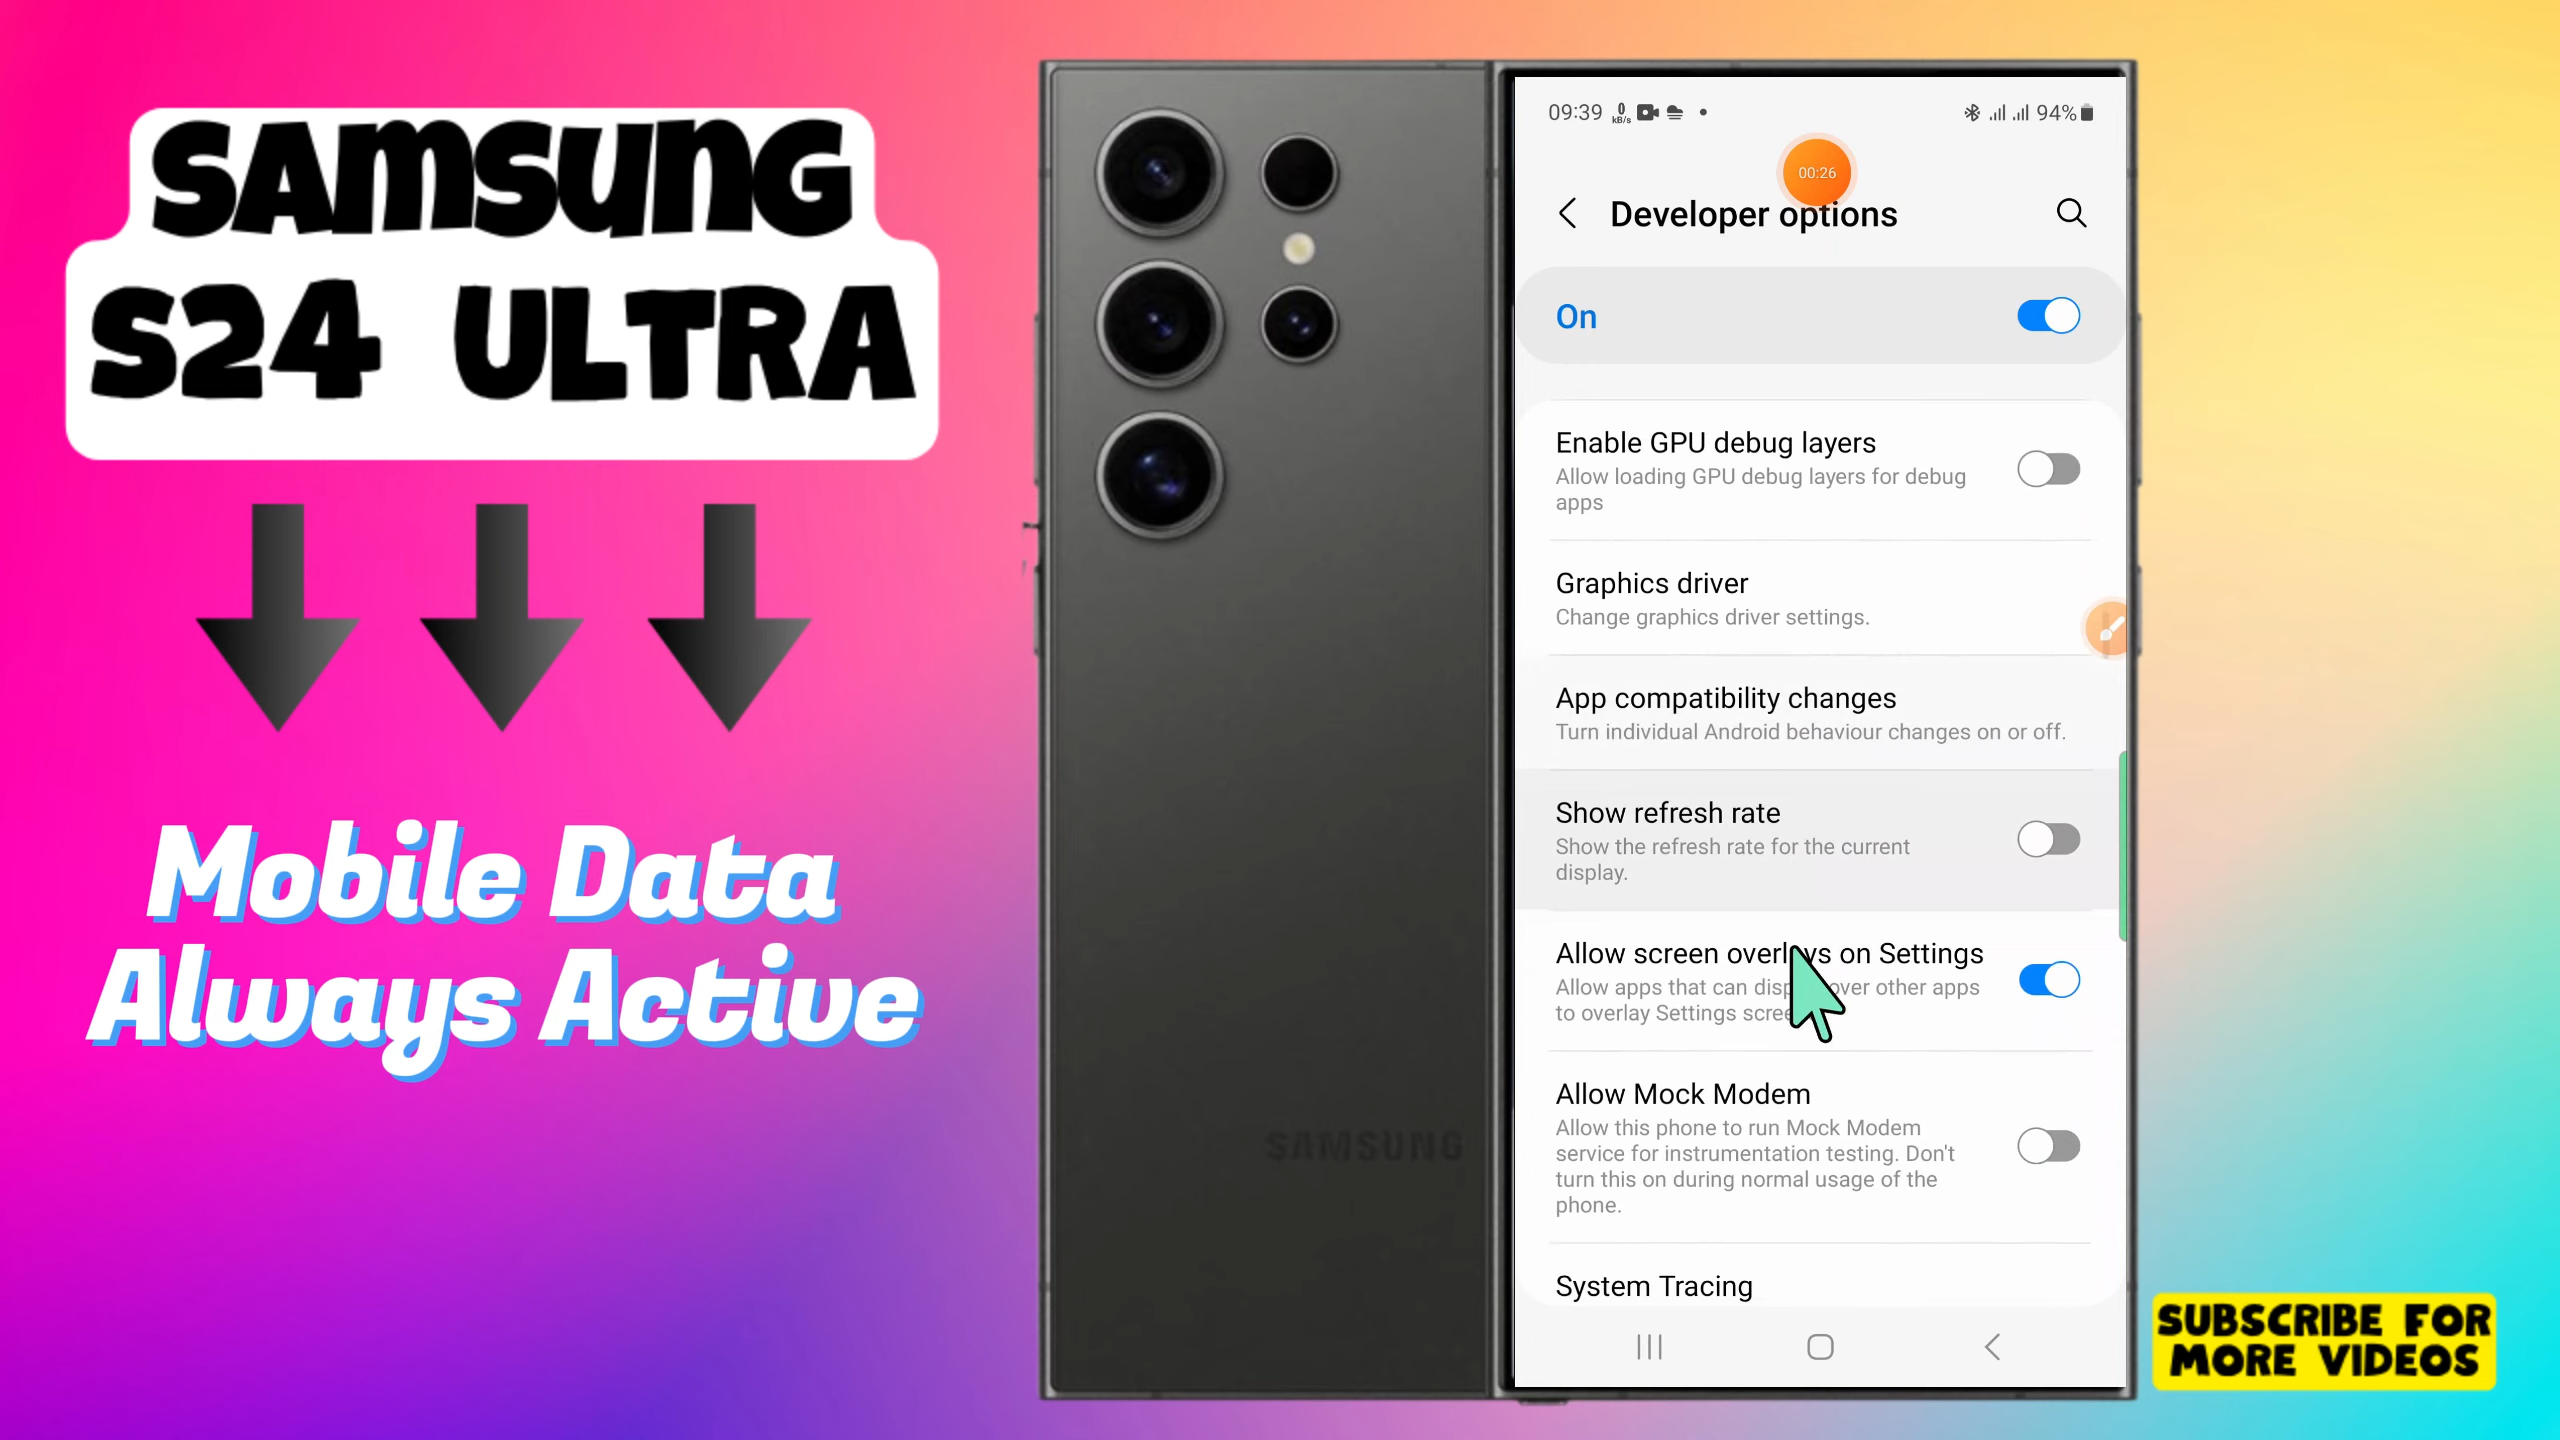 SAMSUNG
S24 ULTRA
Mobile Data
Always Active
SAMSUNG
09:39 0 kB/s 94%
00:26
Developer options
On
Enable GPU debug layers
Allow loading GPU debug layers for debug
apps
Graphics driver
Change graphics driver settings.
App compatibility changes
Turn individual Android behaviour changes on or off.
Show refresh rate
Show the refresh rate for the current
display.
Allow screen overlays on Settings
Allow apps that can disp over other apps
to overlay Settings scree
Allow Mock Modem
Allow this phone to run Mock Modem
service for instrumentation testing. Don't
turn this on during normal usage of the
phone.
System Tracing
SUBSCRIBE FOR
MORE VIDEOS